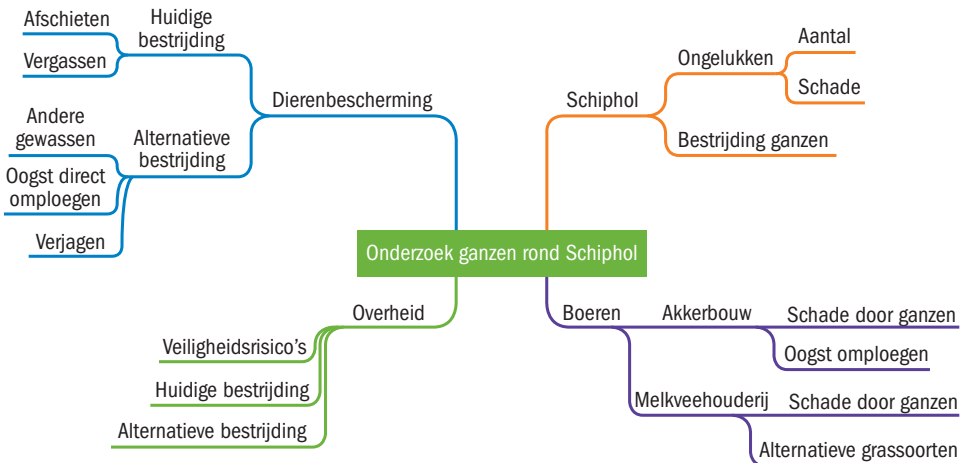 Onderzoek ganzen rond Schiphol
Dierenbescherming
Huidige
bestrijding
Afschieten
Vergassen
Alternatieve
bestrijding
Andere
gewassen
Oogst direct
omploegen
Verjagen
Schiphol
Ongelukken
Aantal
Schade
Bestrijding ganzen
Overheid
Veiligheidsrisico's
Huidige bestrijding
Alternatieve bestrijding
Boeren
Akkerbouw
Schade door ganzen
Oogst omploegen
Melkveehouderij
Schade door ganzen
Alternatieve grassoorten